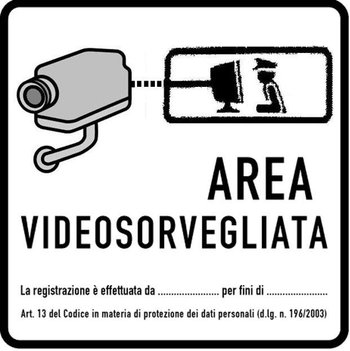 AREA
VIDEOSORVEGLIATA
La registrazione è effettuata da .................... per fini di ....................
Art. 13 del Codice in materia di protezione dei dati personali (d.lg. n. 196/2003)